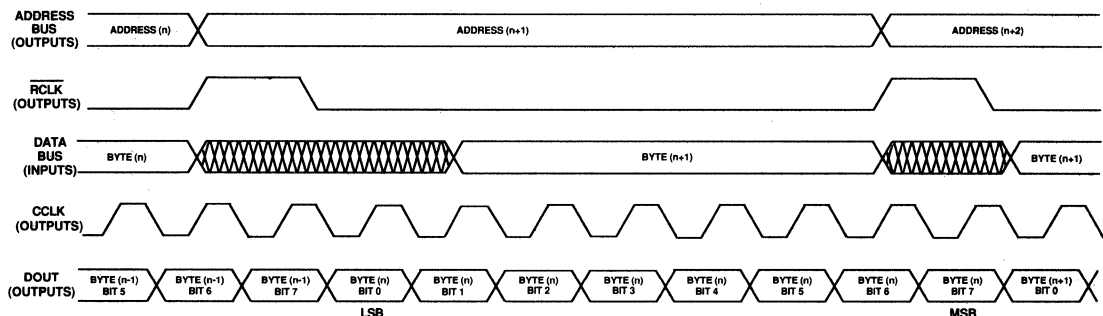 ADDRESS
BUS
(OUTPUTS)
ADDRESS (n)
ADDRESS (n+1)
ADDRESS (n+2)
RCLK
(OUTPUTS)
DATA
BUS
(INPUTS)
BYTE (n)
BYTE (n+1)
BYTE (n+1)
CCLK
(OUTPUTS)
DOUT
(OUTPUTS)
BYTE (n-1)
BIT 5
BYTE (n-1)
BIT 6
BYTE (n-1)
BIT 7
BYTE (n)
BIT 0
BYTE (n)
BIT 1
BYTE (n)
BIT 2
BYTE (n)
BIT 3
BYTE (n)
BIT 4
BYTE (n)
BIT 5
BYTE (n)
BIT 6
BYTE (n)
BIT 7
BYTE (n+1)
BIT 0
LSB
MSB